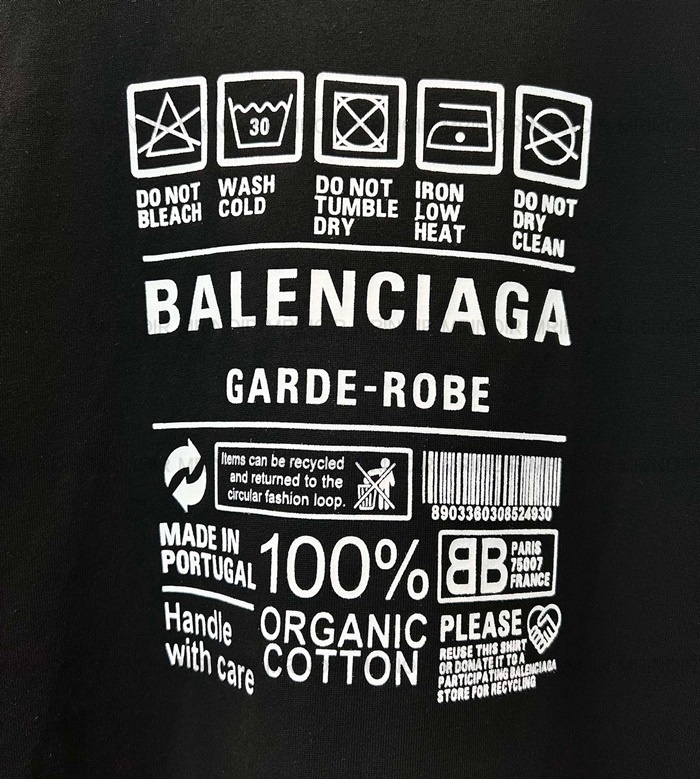 30
DO NOT
BLEACH
WASH
COLD
DO NOT
TUMBLE
DRY
IRON
LOW
HEAT
DO NOT
DRY
CLEAN
BALENCIAGA
GARDE-ROBE
Items can be recycled
and returned to the
circular fashion loop.
8903360308524930
MADE IN
PORTUGAL
100%
BB
PARIS
75007
FRANCE
Handle
with care
ORGANIC
COTTON
PLEASE
REUSE THIS SHIRT
OR DONATE IT TO A
PARTICIPATING BALENCIAGA
STORE FOR RECYCLING